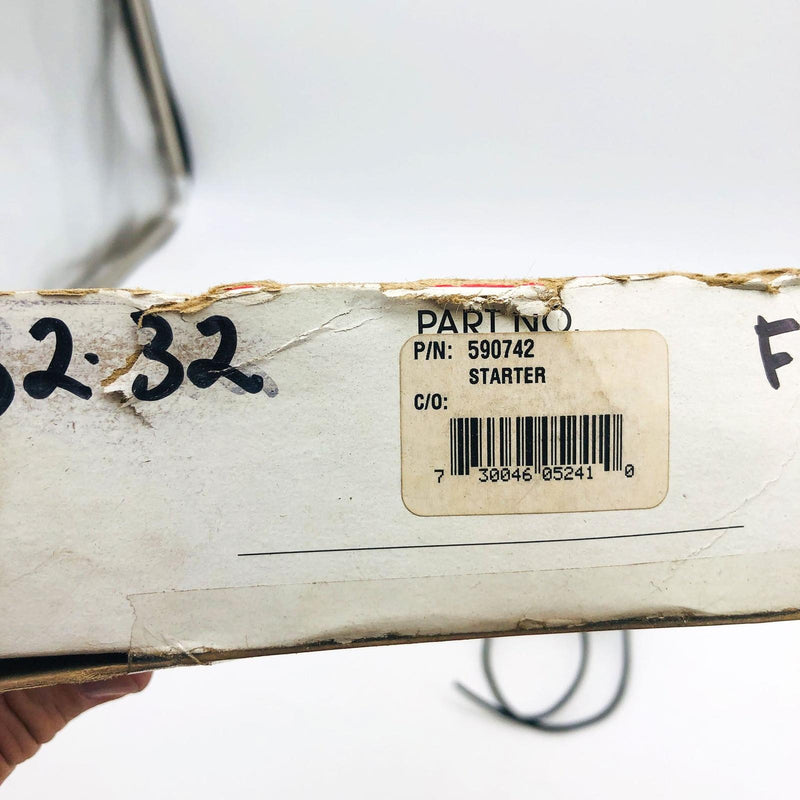 2.32
PART NO.
P/N: 590742
STARTER
C/O:
7 30046 05241 0
F